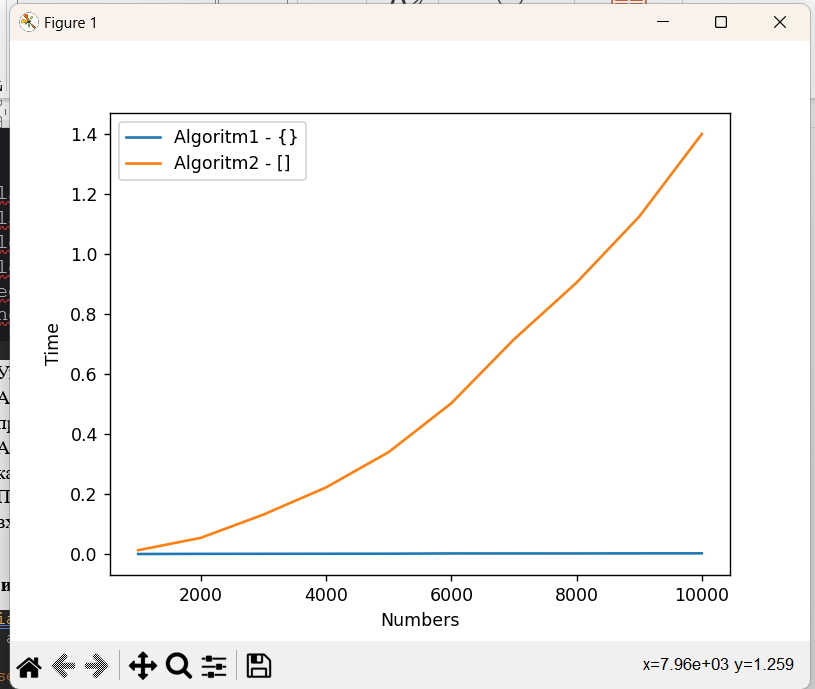 Figure 1
Algoritm1 - {}
Algoritm2 - []
1.4
1.2
1.0
0.8
0.6
0.4
0.2
0.0
Time
2000 4000 6000 8000 10000
Numbers
x=7.96e+03 y=1.259